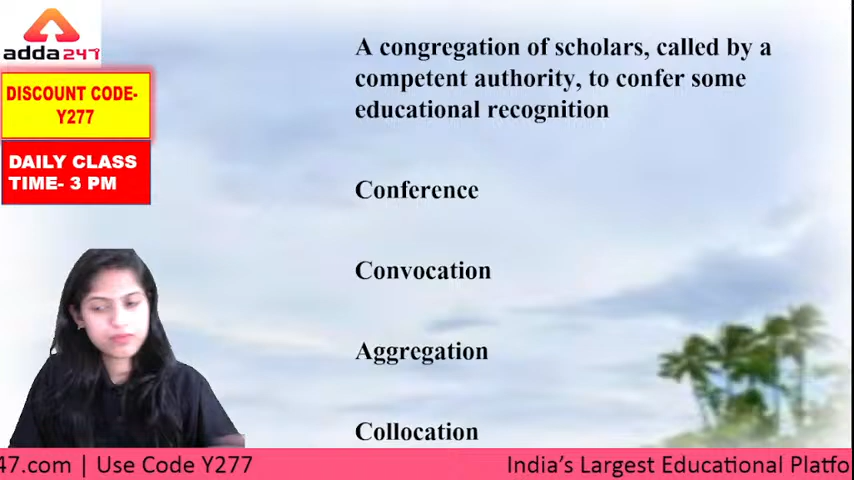 adda247
DISCOUNT CODE-
Y277
DAILY CLASS
TIME- 3 PM
A congregation of scholars, called by a
competent authority, to confer some
educational recognition
Conference
Convocation
Aggregation
Collocation
47.com | Use Code Y277
India's Largest Educational Platfo